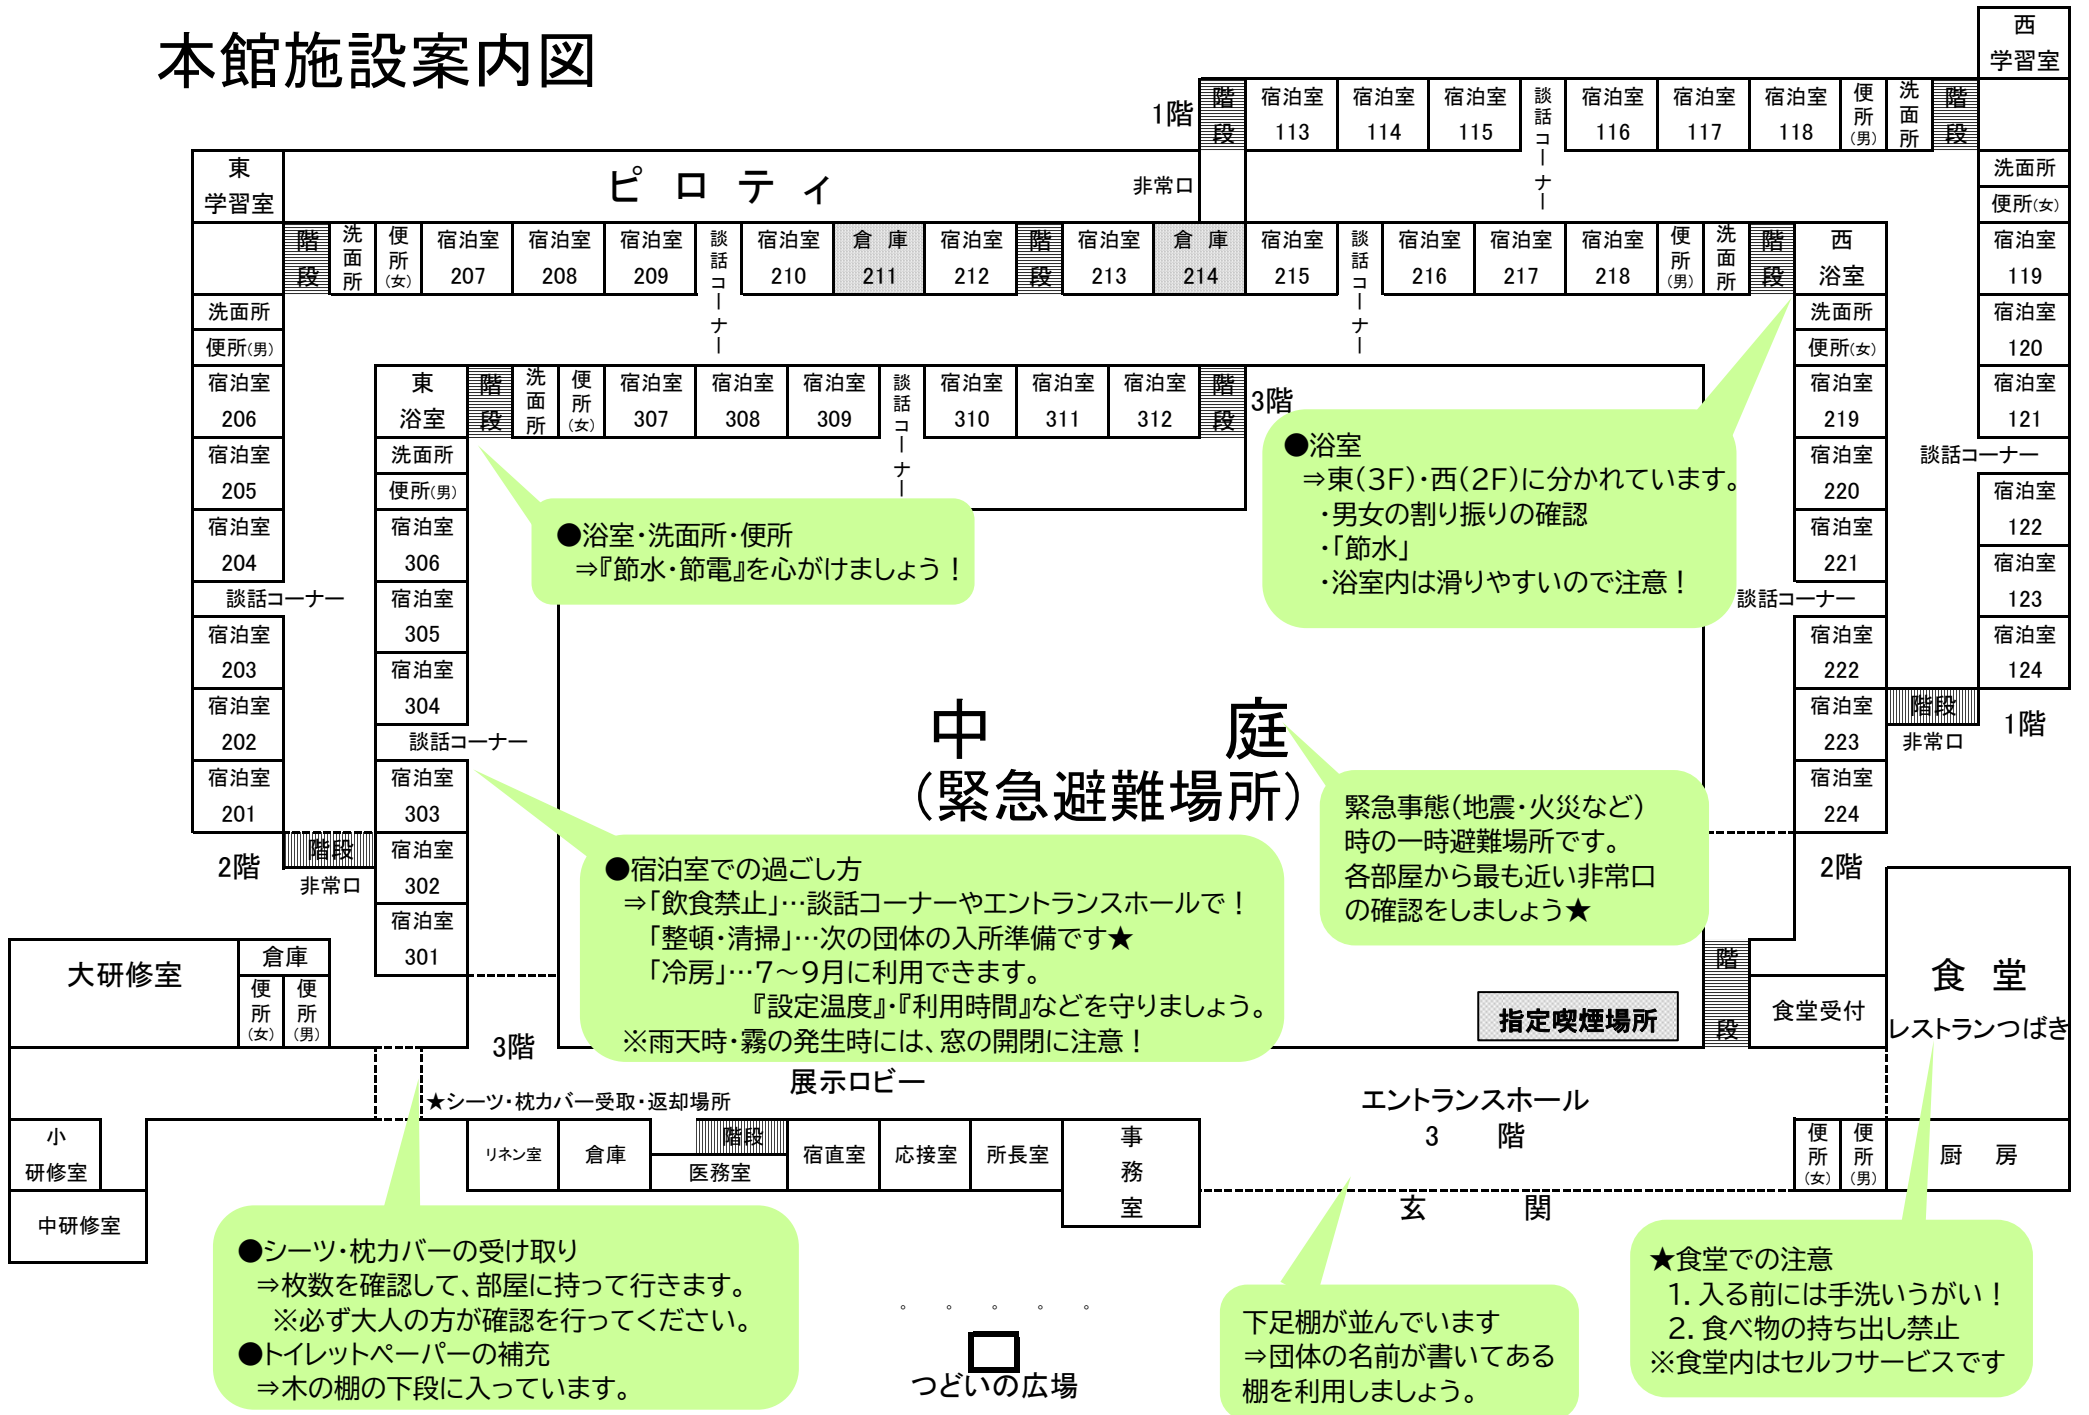 本館施設案内図
西
学習室
1階
階段
宿泊室
113
宿泊室
114
宿泊室
115
談話コーナー
宿泊室
116
宿泊室
117
宿泊室
118
便所(男)
洗面所
階段
東
学習室
ピロティ
非常口
洗面所
便所(女)
階段
洗面所
便所(女)
宿泊室
207
宿泊室
208
宿泊室
209
談話コーナー
宿泊室
210
倉庫
211
宿泊室
212
階段
宿泊室
213
倉庫
214
宿泊室
215
談話コーナー
宿泊室
216
宿泊室
217
宿泊室
218
便所(男)
洗面所
階段
西
浴室
宿泊室
119
洗面所
便所(男)
宿泊室
206
宿泊室
205
宿泊室
204
談話コーナー
宿泊室
203
宿泊室
202
宿泊室
201
2階
階段
非常口
東
浴室
階段
洗面所
便所(女)
宿泊室
307
宿泊室
308
宿泊室
309
談話コーナー
宿泊室
310
宿泊室
311
宿泊室
312
階段
3階
洗面所
便所(男)
宿泊室
306
宿泊室
305
宿泊室
304
談話コーナー
宿泊室
303
宿泊室
302
宿泊室
301
3階
●浴室・洗面所・便所
⇒『節水・節電』を心がけましょう！
●浴室
⇒東(3F)・西(2F)に分かれています。
・男女の割り振りの確認
・「節水」
・浴室内は滑りやすいので注意！
洗面所
便所(女)
宿泊室
219
宿泊室
220
宿泊室
221
談話コーナー
宿泊室
222
宿泊室
223
宿泊室
224
2階
宿泊室
120
宿泊室
121
談話コーナー
宿泊室
122
宿泊室
123
宿泊室
124
階段
非常口
1階
中庭
(緊急避難場所)
緊急事態(地震・火災など)
時の一時避難場所です。
各部屋から最も近い非常口
の確認をしましょう★
●宿泊室での過ごし方
⇒「飲食禁止」…談話コーナーやエントランスホールで！
「整頓・清掃」…次の団体の入所準備です★
「冷房」…7～9月に利用できます。
『設定温度』・『利用時間』などを守りましょう。
※雨天時・霧の発生時には、窓の開閉に注意！
大研修室
倉庫
便所(女)
便所(男)
指定喫煙場所
階段
食堂受付
食堂
レストランつばき
展示ロビー
★シーツ・枕カバー受取・返却場所
エントランスホール
3階
小
研修室
中研修室
リネン室
倉庫
階段
医務室
宿直室
応接室
所長室
事務室
便所(女)
便所(男)
厨房
玄関
●シーツ・枕カバーの受け取り
⇒枚数を確認して、部屋に持って行きます。
※必ず大人の方が確認を行ってください。
●トイレットペーパーの補充
⇒木の棚の下段に入っています。
つどいの広場
下足棚が並んでいます
⇒団体の名前が書いてある
棚を利用しましょう。
★食堂での注意
1．入る前には手洗いうがい！
2．食べ物の持ち出し禁止
※食堂内はセルフサービスです